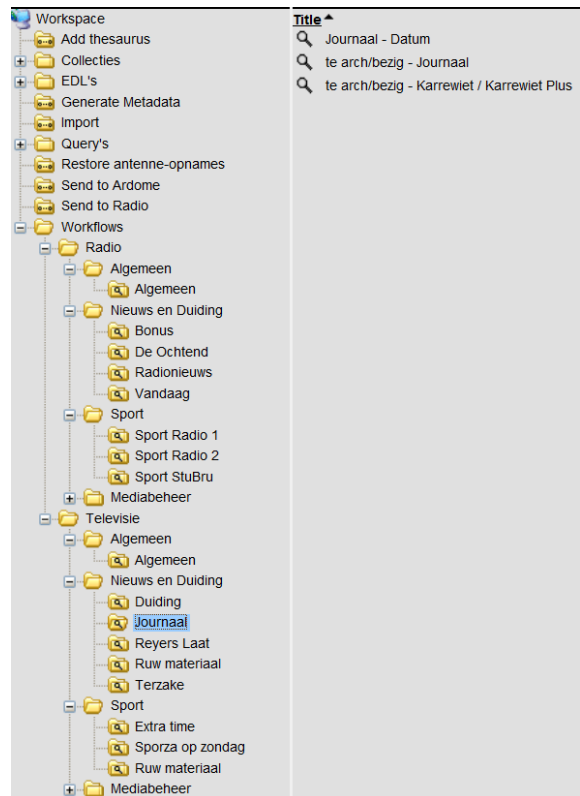 Workspace
Add thesaurus
Collecties
EDL's
Generate Metadata
Import
Query's
Restore antenne-opnames
Send to Ardome
Send to Radio
Workflows
Radio
Algemeen
Algemeen
Nieuws en Duiding
Bonus
De Ochtend
Radionieuws
Vandaag
Sport
Sport Radio 1
Sport Radio 2
Sport StuBru
Mediabeheer
Televisie
Algemeen
Algemeen
Nieuws en Duiding
Duiding
Journaal
Reyers Laat
Ruw materiaal
Terzake
Sport
Extra time
Sporza op zondag
Ruw materiaal
Mediabeheer
Title
Journaal - Datum
te arch/bezig - Journaal
te arch/bezig - Karrewiet / Karrewiet Plus